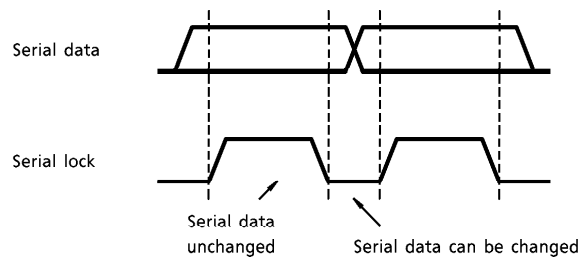 Serial data
Serial lock
Serial data
unchanged
Serial data can be changed